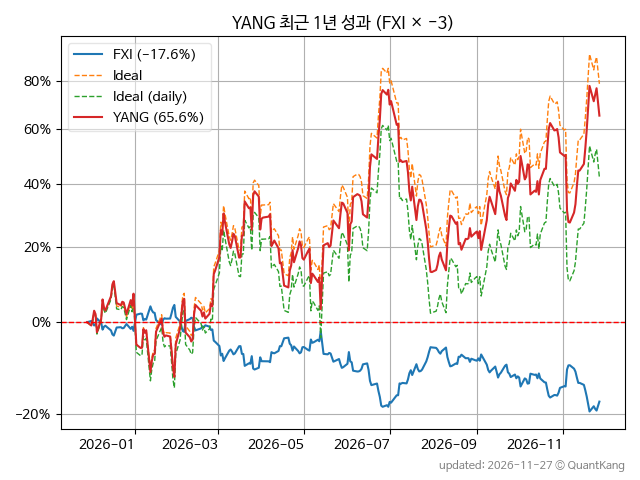 YANG 최근 1년 성과 (FXI × −3)
FXI (−17.6%)
Ideal
Ideal (daily)
YANG (65.6%)
80%
60%
40%
20%
0%
−20%
2026-01
2026-03
2026-05
2026-07
2026-09
2026-11
updated: 2026-11-27 © QuantKang